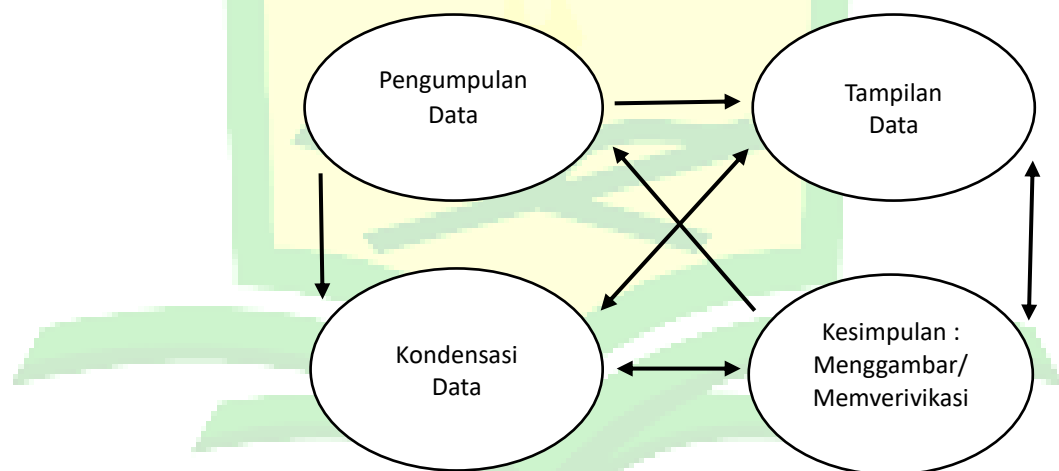 Pengumpulan
Data
Tampilan
Data
Kondensasi
Data
Kesimpulan :
Menggambar/
Memverivikasi